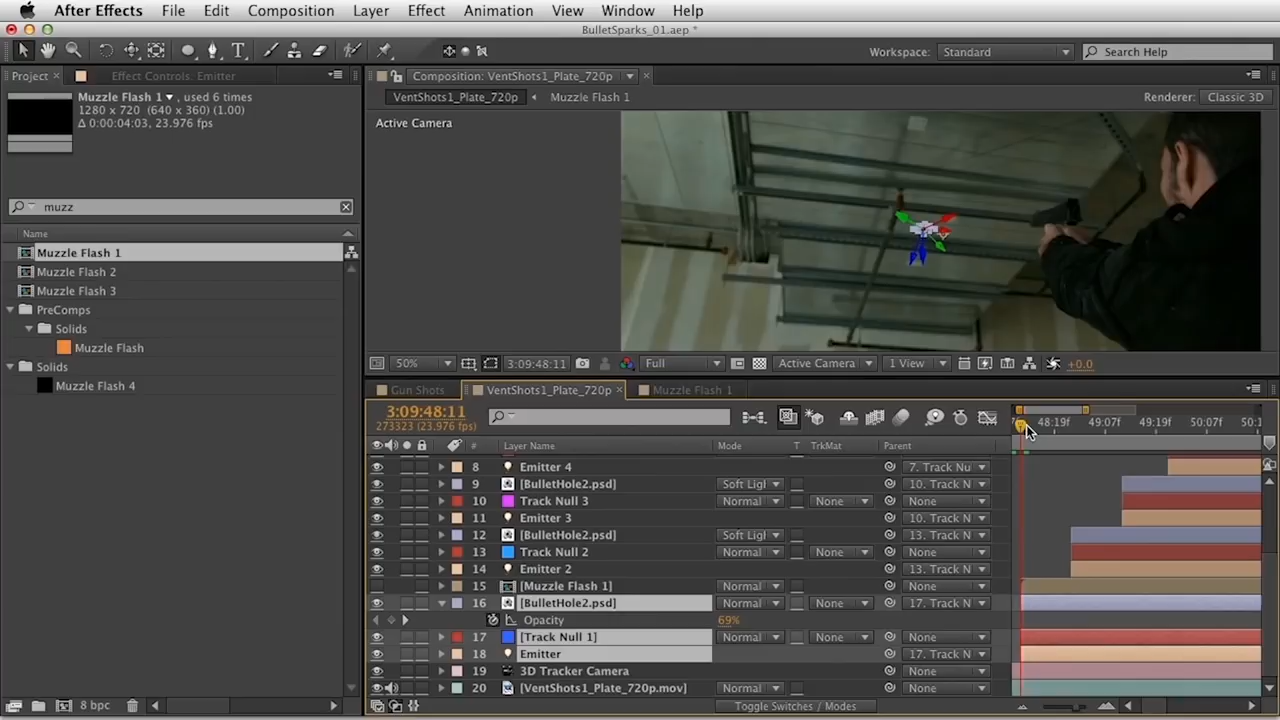 After Effects File Edit Composition Layer Effect Animation View Window Help
BulletSparks_01.aep *
Workspace: Standard Search Help
Project × Effect Controls: Emitter Composition: VentShots1_Plate_720p ×
Muzzle Flash 1 , used 6 times
1280 x 720 (640 x 360) (1.00)
Δ 0:00:04:03, 23.976 fps
VentShots1_Plate_720p Muzzle Flash 1 Renderer: Classic 3D
Active Camera
muzz
Name
Muzzle Flash 1
Muzzle Flash 2
Muzzle Flash 3
PreComps
Solids
Muzzle Flash
Solids
Muzzle Flash 4
50% 3:09:48:11 Full Active Camera 1 View +0.0
Gun Shots VentShots1_Plate_720p × Muzzle Flash 1
3:09:48:11
273323 (23.976 fps)
48:19f 49:07f 49:19f 50:07f 50:1
# Layer Name Mode T TrkMat Parent
8 Emitter 4 7. Track Nu
9 [BulletHole2.psd] Soft Ligl 10. Track N
10 Track Null 3 Normal None None
11 Emitter 3 10. Track N
12 [BulletHole2.psd] Soft Ligl 13. Track N
13 Track Null 2 Normal None None
14 Emitter 2 13. Track N
15 [Muzzle Flash 1] Normal None None
16 [BulletHole2.psd] Normal None 17. Track N
Opacity 69%
17 [Track Null 1] Normal None None
18 Emitter 17. Track N
19 3D Tracker Camera None
20 [VentShots1_Plate_720p.mov] Normal None None
8 bpc Toggle Switches / Modes